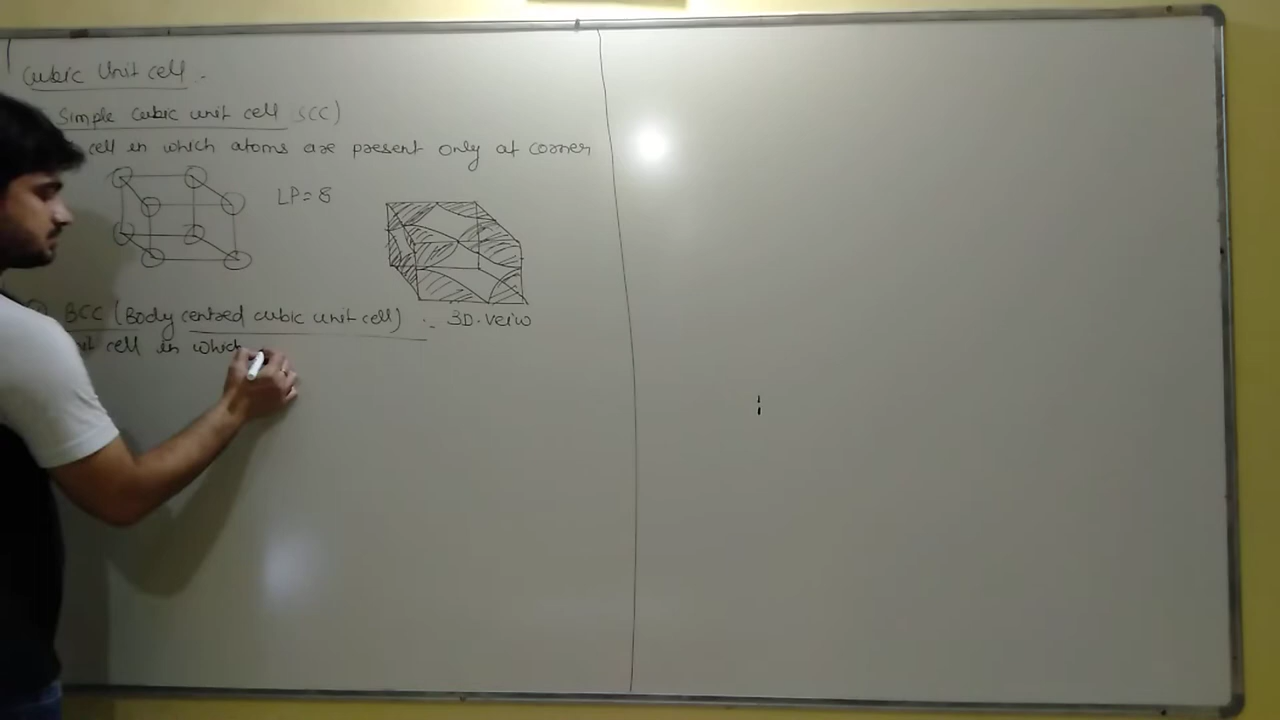 Cubic Unit cell -
Simple Cubic unit cell SCC)
cell in which atoms are present only at corner
LP=8
BCC (Body centred cubic unit cell)
3D. veiw
cell in which